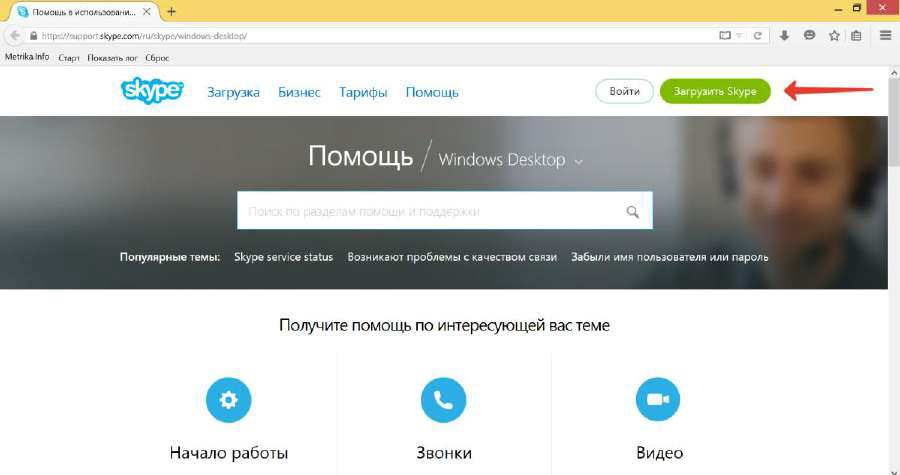 Помощь в использовани...
https://support.skype.com/ru/skype/windows-desktop/
Metrika.Info Старт Показать лог Сброс
skype Загрузка Бизнес Тарифы Помощь Войти Загрузить Skype
Помощь / Windows Desktop
Поиск по разделам помощи и поддержки
Популярные темы: Skype service status Возникают проблемы с качеством связи Забыли имя пользователя или пароль
Получите помощь по интересующей вас теме
Начало работы Звонки Видео